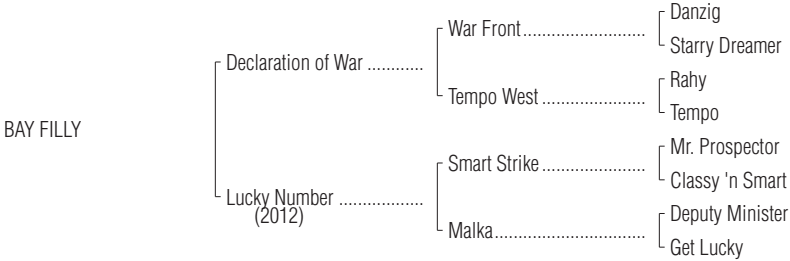 Danzig
War Front..........................
Starry Dreamer
Declaration of War ............
Rahy
Tempo West ......................
Tempo
BAY FILLY
Mr. Prospector
Smart Strike......................
Classy 'n Smart
Lucky Number ..................
(2012)
Deputy Minister
Malka................................
Get Lucky